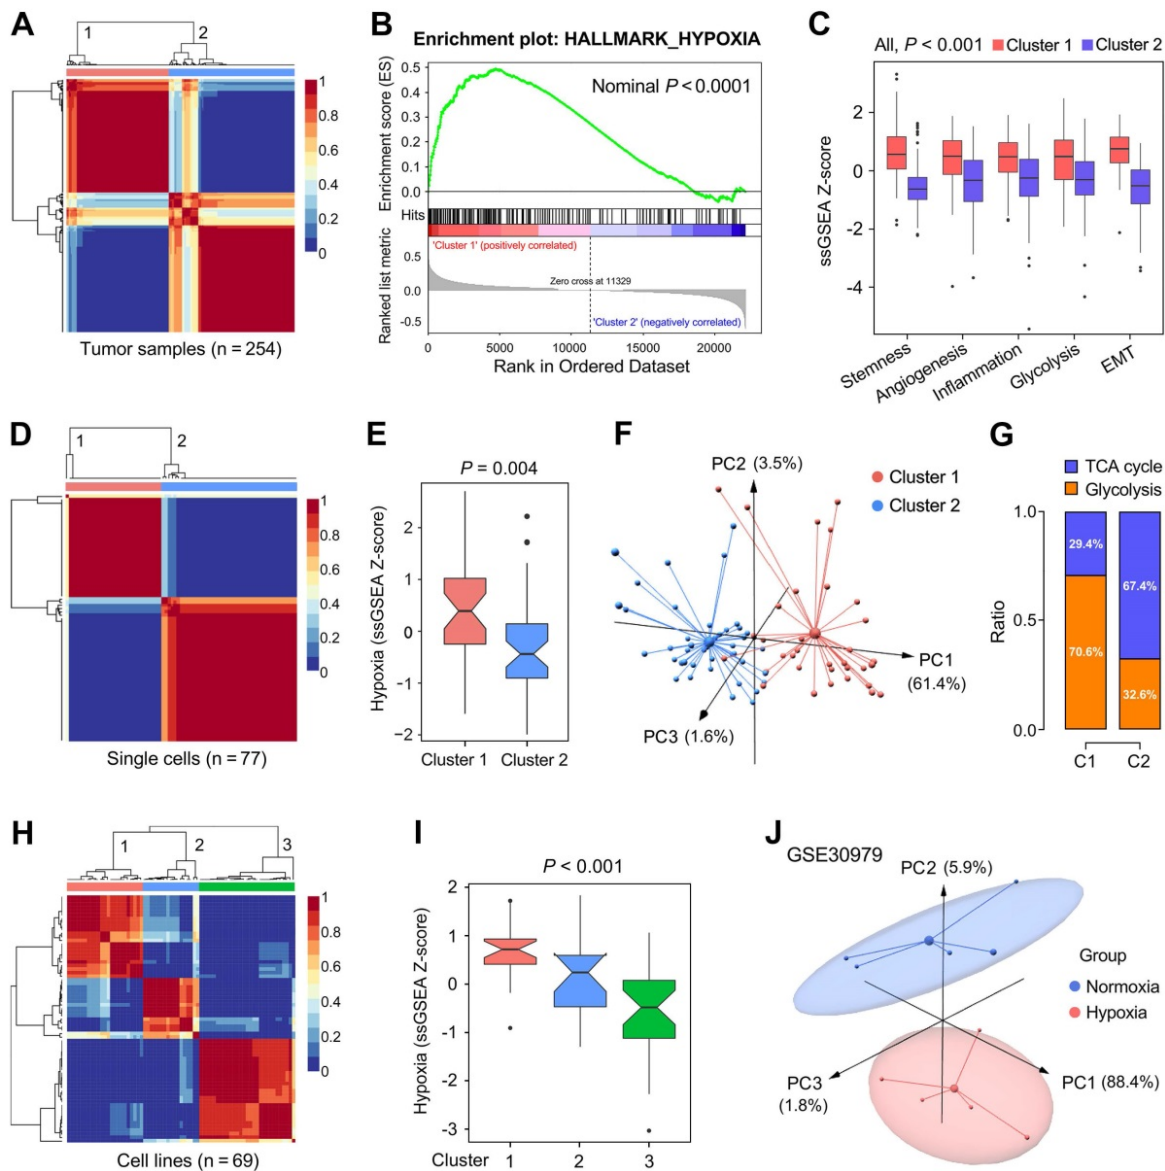 A
1
2
1
0.8
0.6
0.4
0.2
0
Tumor samples (n = 254)
B
Enrichment plot: HALLMARK_HYPOXIA
Nominal P < 0.0001
Enrichment score (ES)
0.5
0.4
0.3
0.2
0.1
0.0
Hits
'Cluster 1' (positively correlated)
Ranked list metric
0.5
0.0
-0.5
Zero cross at 11329
'Cluster 2' (negatively correlated)
0
5000
10000
15000
20000
Rank in Ordered Dataset
C
All, P < 0.001
Cluster 1
Cluster 2
ssGSEA Z-score
2
0
-2
-4
Stemness
Angiogenesis
Inflammation
Glycolysis
EMT
D
1
2
1
0.8
0.6
0.4
0.2
0
Single cells (n = 77)
E
P = 0.004
Hypoxia (ssGSEA Z-score)
2
1
0
−1
−2
Cluster 1
Cluster 2
F
PC2 (3.5%)
Cluster 1
Cluster 2
PC1
(61.4%)
PC3 (1.6%)
G
TCA cycle
Glycolysis
Ratio
1.0
0.5
0.0
29.4%
70.6%
67.4%
32.6%
C1
C2
H
1
2
3
1
0.8
0.6
0.4
0.2
0
Cell lines (n = 69)
I
P < 0.001
Hypoxia (ssGSEA Z-score)
2
1
0
-1
-2
-3
Cluster 1 2 3
J
GSE30979
PC2 (5.9%)
Group
Normoxia
Hypoxia
PC3
(1.8%)
PC1 (88.4%)